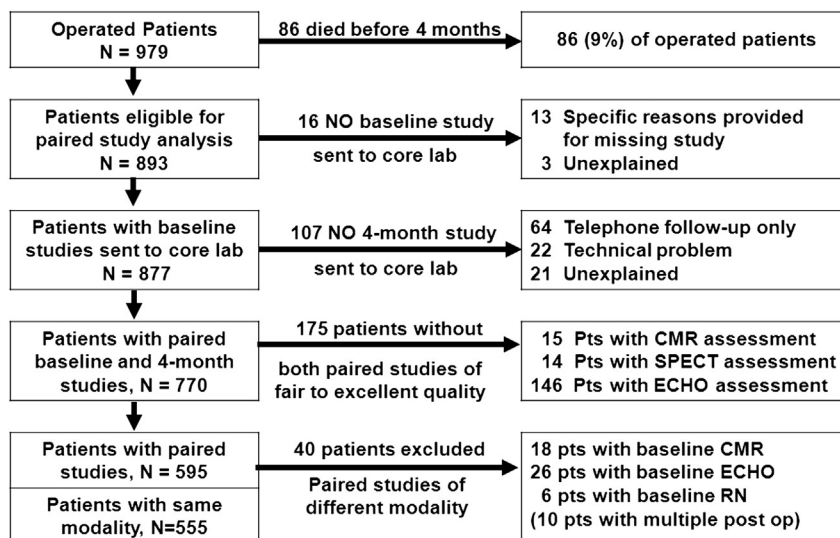 Operated Patients
N = 979
86 died before 4 months
86 (9%) of operated patients
Patients eligible for
paired study analysis
N = 893
16 NO baseline study
sent to core lab
13 Specific reasons provided
for missing study
3 Unexplained
Patients with baseline
studies sent to core lab
N = 877
107 NO 4-month study
sent to core lab
64 Telephone follow-up only
22 Technical problem
21 Unexplained
Patients with paired
baseline and 4-month
studies, N = 770
175 patients without
both paired studies of
fair to excellent quality
15 Pts with CMR assessment
14 Pts with SPECT assessment
146 Pts with ECHO assessment
Patients with paired
studies, N = 595
Patients with same
modality, N=555
40 patients excluded
Paired studies of
different modality
18 pts with baseline CMR
26 pts with baseline ECHO
6 pts with baseline RN
(10 pts with multiple post op)